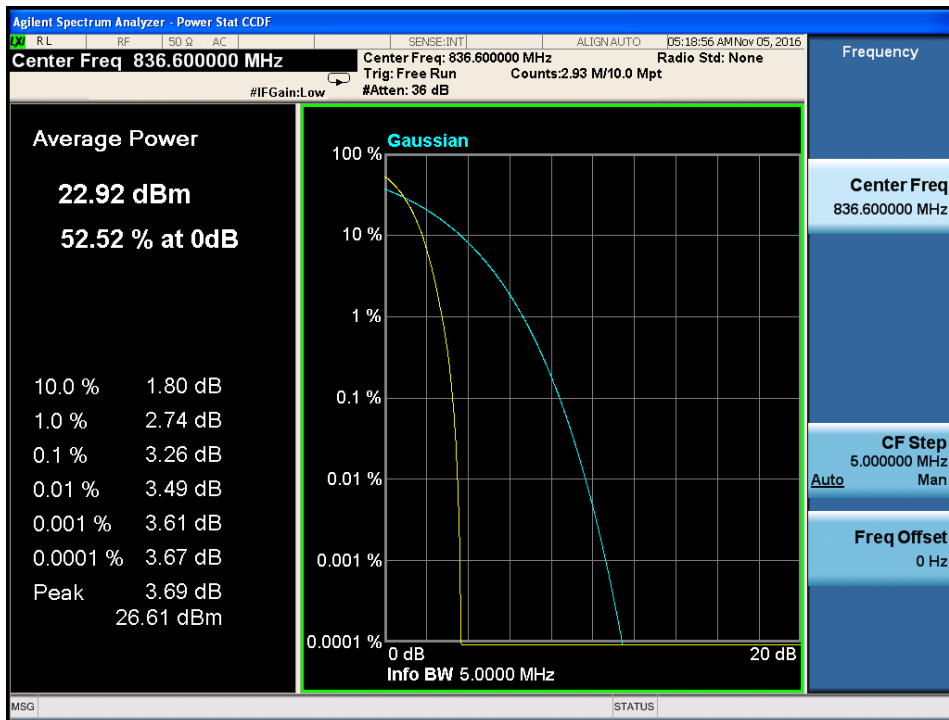 Agilent Spectrum Analyzer - Power Stat CCDF
LXI RL RF 50 Ω AC SENSE:INT ALIGN AUTO 05:18:56 AM Nov 05, 2016
Center Freq 836.600000 MHz
#IFGain:Low
Center Freq: 836.600000 MHz Radio Std: None
Trig: Free Run Counts:2.93 M/10.0 Mpt
#Atten: 36 dB
Average Power
22.92 dBm
52.52 % at 0dB
10.0 % 1.80 dB
1.0 % 2.74 dB
0.1 % 3.26 dB
0.01 % 3.49 dB
0.001 % 3.61 dB
0.0001 % 3.67 dB
Peak 3.69 dB
26.61 dBm
Gaussian
100 %
10 %
1 %
0.1 %
0.01 %
0.001 %
0.0001 %
0 dB 20 dB
Info BW 5.0000 MHz
Frequency
Center Freq
836.600000 MHz
CF Step
5.000000 MHz
Auto Man
Freq Offset
0 Hz
MSG STATUS